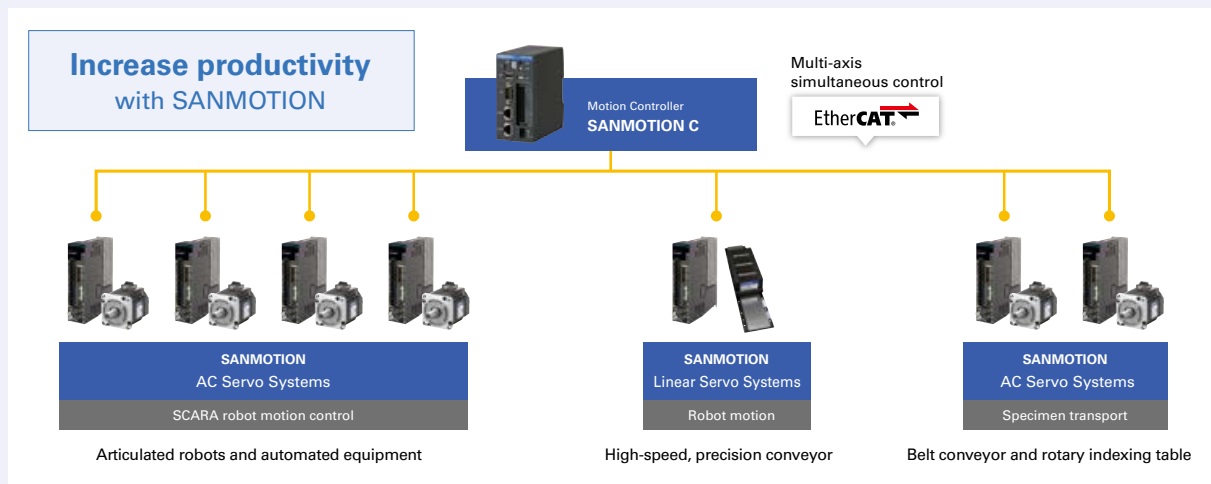 Increase productivity
with SANMOTION
Motion Controller
SANMOTION C
Multi-axis
simultaneous control
EtherCAT®
SANMOTION
AC Servo Systems
SCARA robot motion control
Articulated robots and automated equipment
SANMOTION
Linear Servo Systems
Robot motion
High-speed, precision conveyor
SANMOTION
AC Servo Systems
Specimen transport
Belt conveyor and rotary indexing table